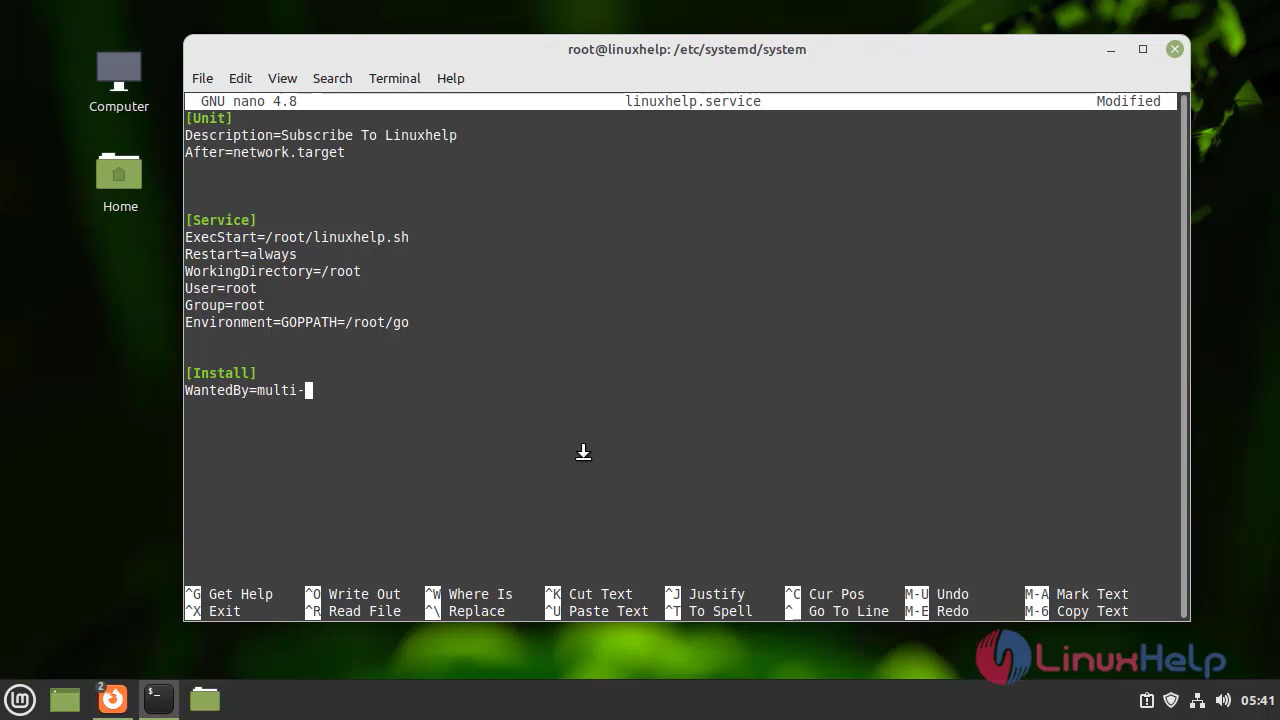 root@linuxhelp: /etc/systemd/system
File Edit View Search Terminal Help
GNU nano 4.8 linuxhelp.service Modified
[Unit]
Description=Subscribe To Linuxhelp
After=network.target
[Service]
ExecStart=/root/linuxhelp.sh
Restart=always
WorkingDirectory=/root
User=root
Group=root
Environment=GOPPATH=/root/go
[Install]
WantedBy=multi-
^G Get Help ^O Write Out ^W Where Is ^K Cut Text ^J Justify ^C Cur Pos M-U Undo M-A Mark Text
^X Exit ^R Read File ^\ Replace ^U Paste Text ^T To Spell ^_ Go To Line M-E Redo M-6 Copy Text
Computer
Home
LinuxHelp
2
$_
05:41